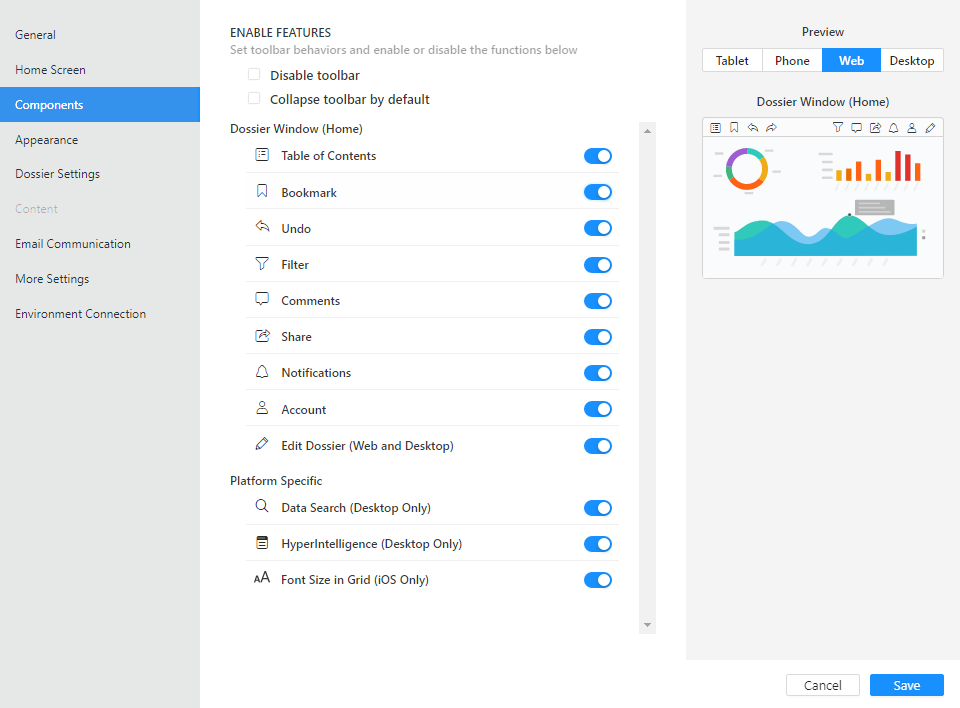 General
Home Screen
Components
Appearance
Dossier Settings
Content
Email Communication
More Settings
Environment Connection
ENABLE FEATURES
Set toolbar behaviors and enable or disable the functions below
Disable toolbar
Collapse toolbar by default
Dossier Window (Home)
Table of Contents
Bookmark
Undo
Filter
Comments
Share
Notifications
Account
Edit Dossier (Web and Desktop)
Platform Specific
Data Search (Desktop Only)
HyperIntelligence (Desktop Only)
AA Font Size in Grid (iOS Only)
Preview
Tablet Phone Web Desktop
Dossier Window (Home)
Cancel Save